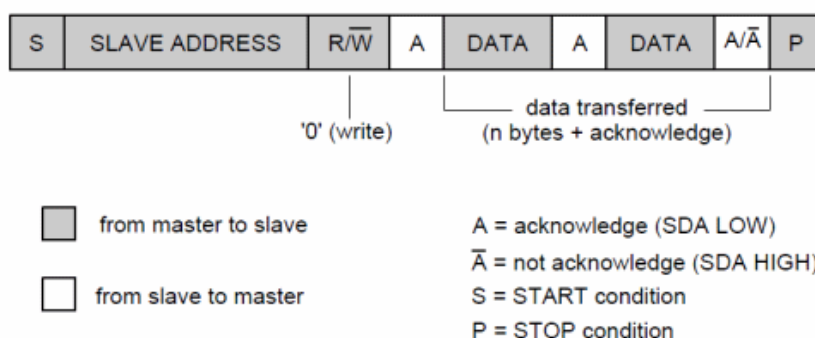 S SLAVE ADDRESS R/W̅ A DATA A DATA A/A̅ P
'0' (write)
data transferred
(n bytes + acknowledge)
from master to slave
from slave to master
A = acknowledge (SDA LOW)
A̅ = not acknowledge (SDA HIGH)
S = START condition
P = STOP condition